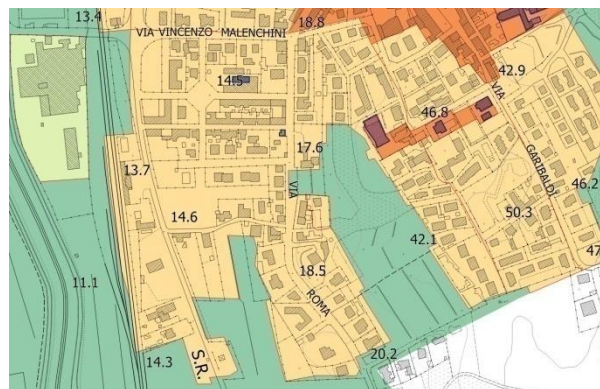 13.4
VIA VINCENZO MALENCHINI
18.8
42.9
14.5
46.8
VIA
17.6
13.7
GARIBALDI
46.2
VIA
14.6
50.3
42.1
47
18.5
11.1
ROMA
14.3
S.R.
20.2